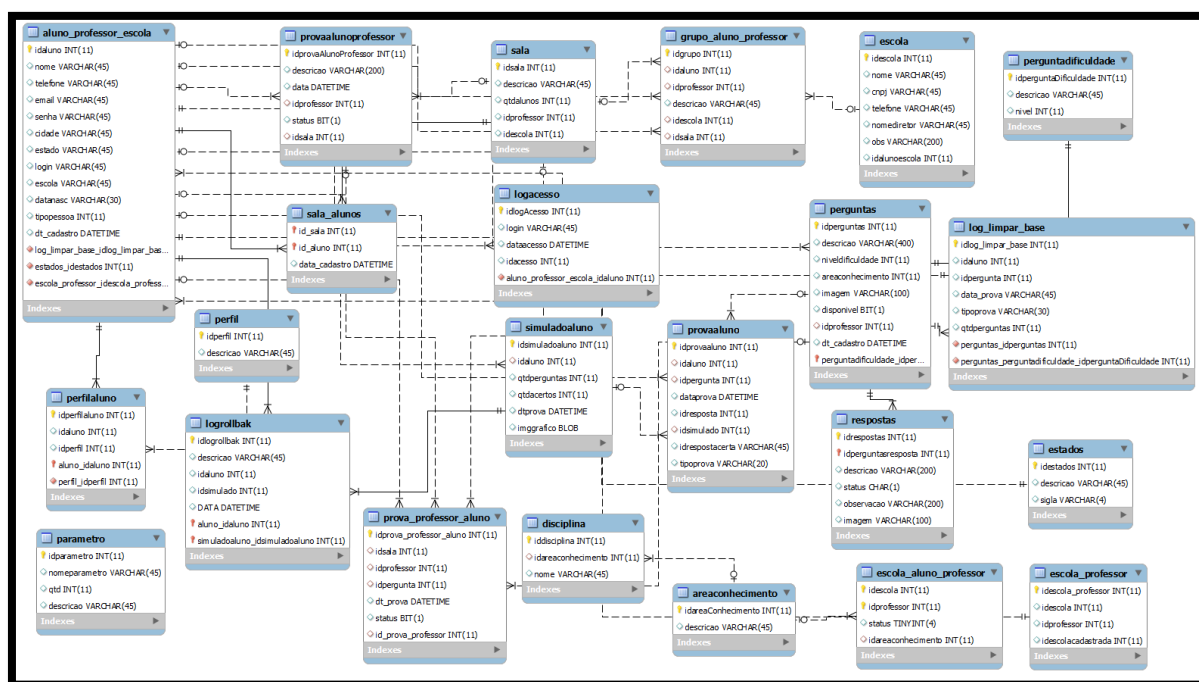 aluno_professor_escola
idaluno INT(11)
nome VARCHAR(45)
telefone VARCHAR(45)
email VARCHAR(45)
senha VARCHAR(45)
cidade VARCHAR(45)
estado VARCHAR(45)
login VARCHAR(45)
escola VARCHAR(45)
datanasc VARCHAR(30)
tipopessoa INT(11)
dt_cadastro DATETIME
log_limpar_base_idlog_limpar_bas...
estados_idestados INT(11)
escola_professor_idescola_profess...
Indexes
provaalunoprofessor
idprovaAlunoProfessor INT(11)
descricao VARCHAR(200)
data DATETIME
idprofessor INT(11)
status BIT(1)
idsala INT(11)
Indexes
sala
idsala INT(11)
descricao VARCHAR(45)
qtdalunos INT(11)
idprofessor INT(11)
idescola INT(11)
Indexes
grupo_aluno_professor
idgrupo INT(11)
idaluno INT(11)
idprofessor INT(11)
descricao VARCHAR(45)
idescola INT(11)
idsala INT(11)
Indexes
escola
idescola INT(11)
nome VARCHAR(45)
cnpj VARCHAR(45)
telefone VARCHAR(45)
nomediretor VARCHAR(45)
obs VARCHAR(200)
idalunoescola INT(11)
Indexes
perguntadificuldade
idperguntaDificuldade INT(11)
descricao VARCHAR(45)
nivel INT(11)
Indexes
sala_alunos
id_sala INT(11)
id_aluno INT(11)
data_cadastro DATETIME
Indexes
logacesso
idlogAcesso INT(11)
login VARCHAR(45)
dataacesso DATETIME
idacesso INT(11)
aluno_professor_escola_idaluno INT(11)
Indexes
perguntas
idperguntas INT(11)
descricao VARCHAR(400)
niveldificuldade INT(11)
areaconhecimento INT(11)
imagem VARCHAR(100)
disponivel BIT(1)
idprofessor INT(11)
dt_cadastro DATETIME
perguntadificuldade_idper...
Indexes
log_limpar_base
idlog_limpar_base INT(11)
idaluno INT(11)
idpergunta INT(11)
data_prova VARCHAR(45)
tipoprova VARCHAR(30)
qtdperguntas INT(11)
perguntas_idperguntas INT(11)
perguntas_perguntadificuldade_idperguntaDificuldade INT(11)
Indexes
perfil
idperfil INT(11)
descricao VARCHAR(45)
Indexes
simuladoaluno
idsimuladoaluno INT(11)
idaluno INT(11)
qtdperguntas INT(11)
qtdacertos INT(11)
dtprova DATETIME
imggrafico BLOB
Indexes
provaaluno
idprovaaluno INT(11)
idaluno INT(11)
idpergunta INT(11)
dataprova DATETIME
idresposta INT(11)
idsimulado INT(11)
idrespostacerta VARCHAR(45)
tipoprova VARCHAR(20)
Indexes
perfilaluno
idperfilaluno INT(11)
idaluno INT(11)
idperfil INT(11)
aluno_idaluno INT(11)
perfil_idperfil INT(11)
Indexes
logrollbak
idlogrollbak INT(11)
descricao VARCHAR(45)
idaluno INT(11)
idsimulado INT(11)
DATA DATETIME
aluno_idaluno INT(11)
simuladoaluno_idsimuladoaluno INT(11)
Indexes
respostas
idrespostas INT(11)
idperguntasresposta INT(11)
descricao VARCHAR(200)
status CHAR(1)
observacao VARCHAR(200)
imagem VARCHAR(100)
Indexes
estados
idestados INT(11)
descricao VARCHAR(45)
sigla VARCHAR(4)
Indexes
parametro
idparametro INT(11)
nomeparametro VARCHAR(45)
qtd INT(11)
descricao VARCHAR(45)
Indexes
prova_professor_aluno
idprova_professor_aluno INT(11)
idsala INT(11)
idprofessor INT(11)
idpergunta INT(11)
dt_prova DATETIME
status BIT(1)
id_prova_professor INT(11)
Indexes
disciplina
iddisciplina INT(11)
idareaconhecimento INT(11)
nome VARCHAR(45)
Indexes
areaconhecimento
idareaConhecimento INT(11)
descricao VARCHAR(45)
Indexes
escola_aluno_professor
idescola INT(11)
idprofessor INT(11)
status TINYINT(4)
idareaconhecimento INT(11)
Indexes
escola_professor
idescola_professor INT(11)
idescola INT(11)
idprofessor INT(11)
idescolacadastrada INT(11)
Indexes